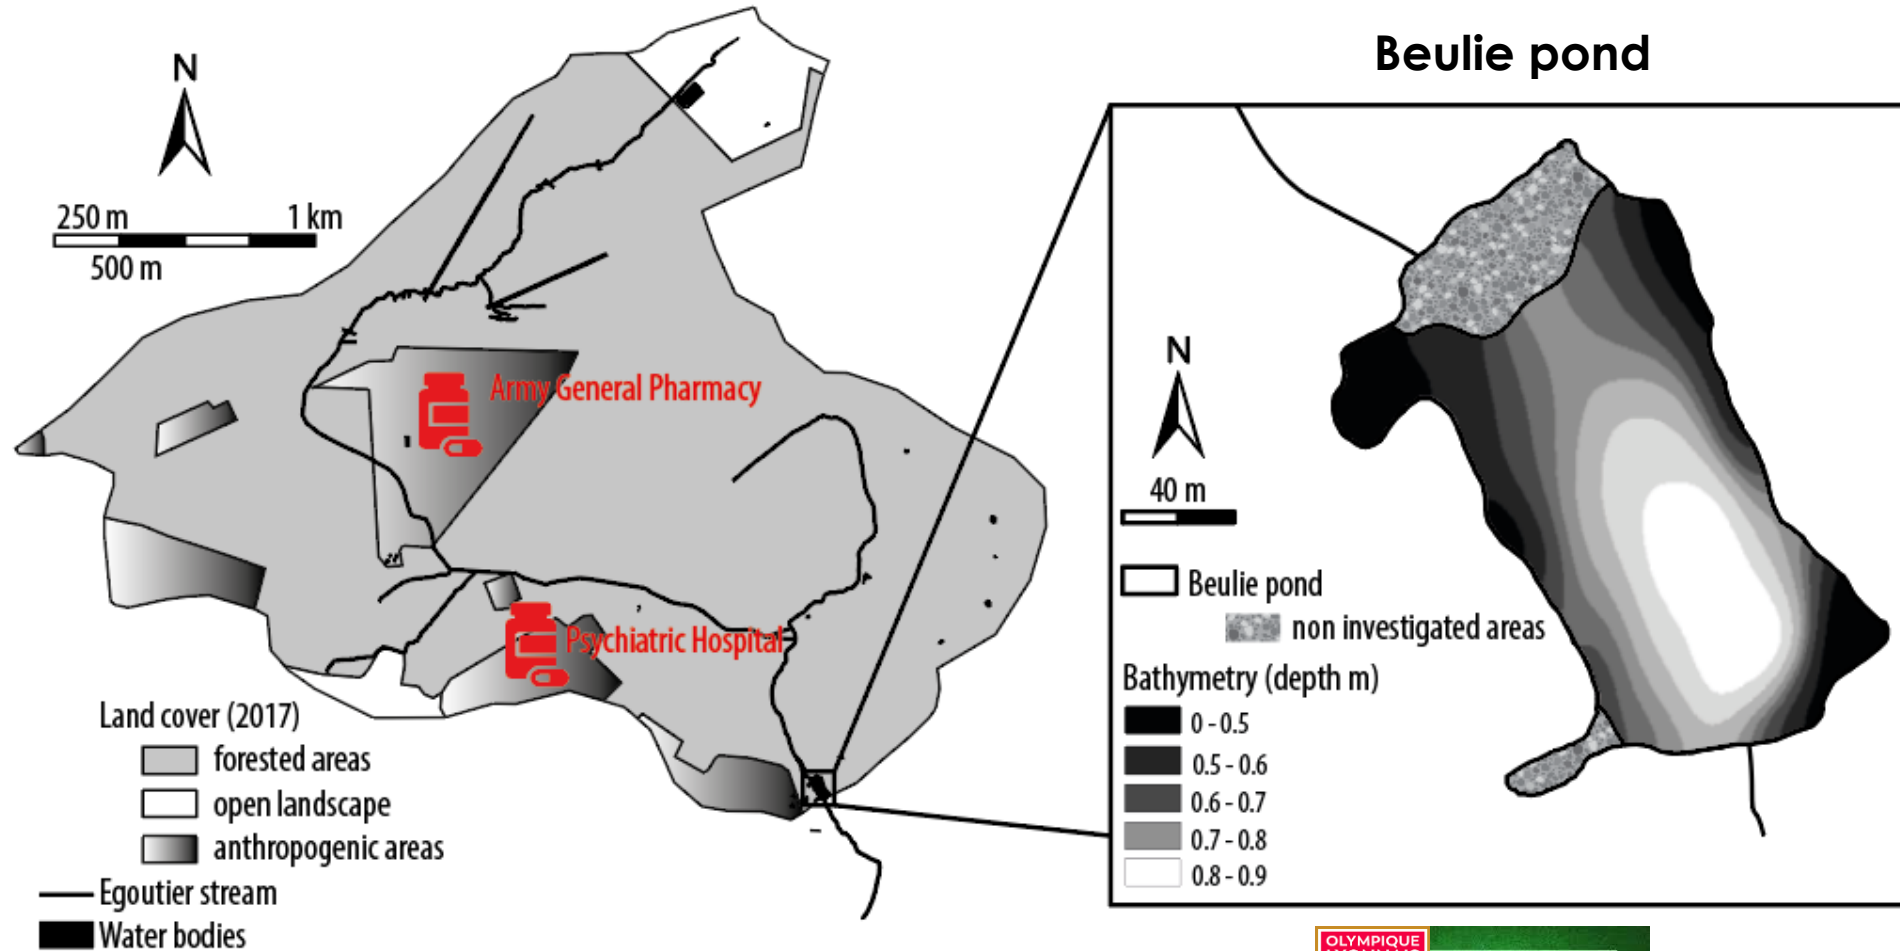 Beulie pond
N
250 m 1 km
500 m
Army General Pharmacy
Psychiatric Hospital
Land cover (2017)
forested areas
open landscape
anthropogenic areas
Egoutier stream
Water bodies
N
40 m
Beulie pond
non investigated areas
Bathymetry (depth m)
0 - 0.5
0.5 - 0.6
0.6 - 0.7
0.7 - 0.8
0.8 - 0.9
OLYMPIQUE